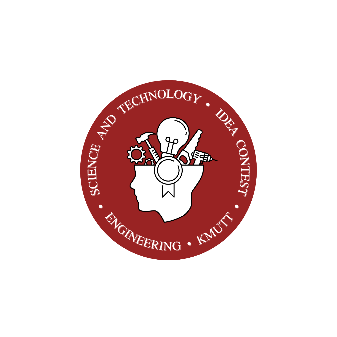 SCIENCE AND TECHNOLOGY • IDEA CONTEST •
ENGINEERING • KMUTT •